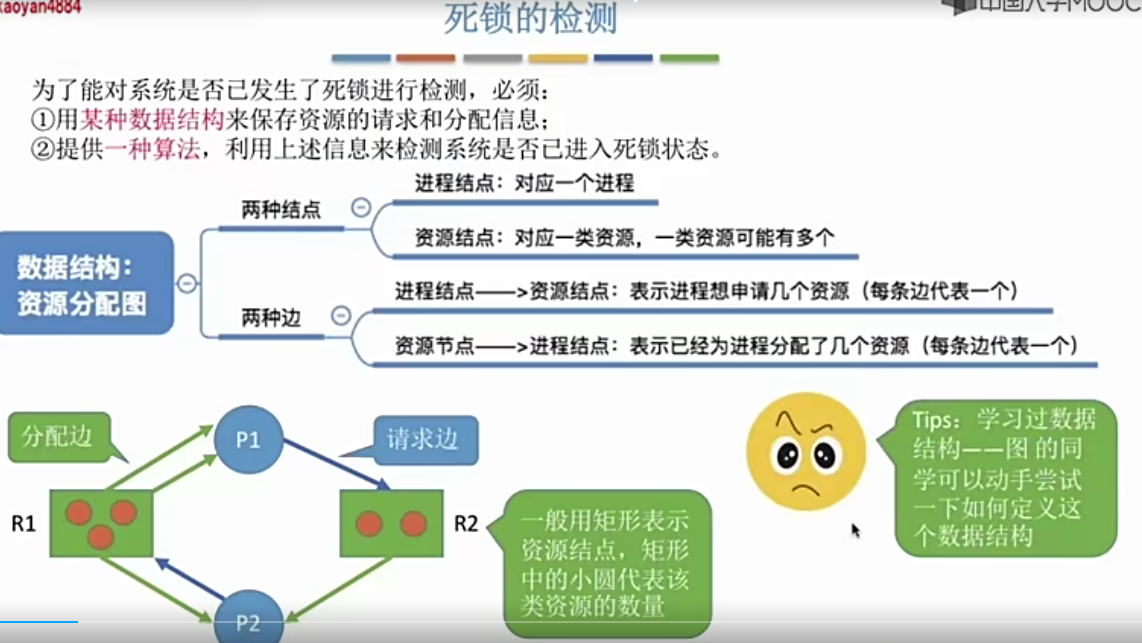 kaoyan4884
中国大学MOOC
死锁的检测
为了能对系统是否已发生了死锁进行检测，必须：
①用某种数据结构来保存资源的请求和分配信息；
②提供一种算法，利用上述信息来检测系统是否已进入死锁状态。
数据结构：
资源分配图
两种结点
进程结点：对应一个进程
资源结点：对应一类资源，一类资源可能有多个
两种边
进程结点——>资源结点：表示进程想申请几个资源（每条边代表一个）
资源节点——>进程结点：表示已经为进程分配了几个资源（每条边代表一个）
分配边
P1
请求边
R1
R2
P2
一般用矩形表示
资源结点，矩形
中的小圆代表该
类资源的数量
Tips：学习过数据
结构——图 的同
学可以动手尝试
一下如何定义这
个数据结构